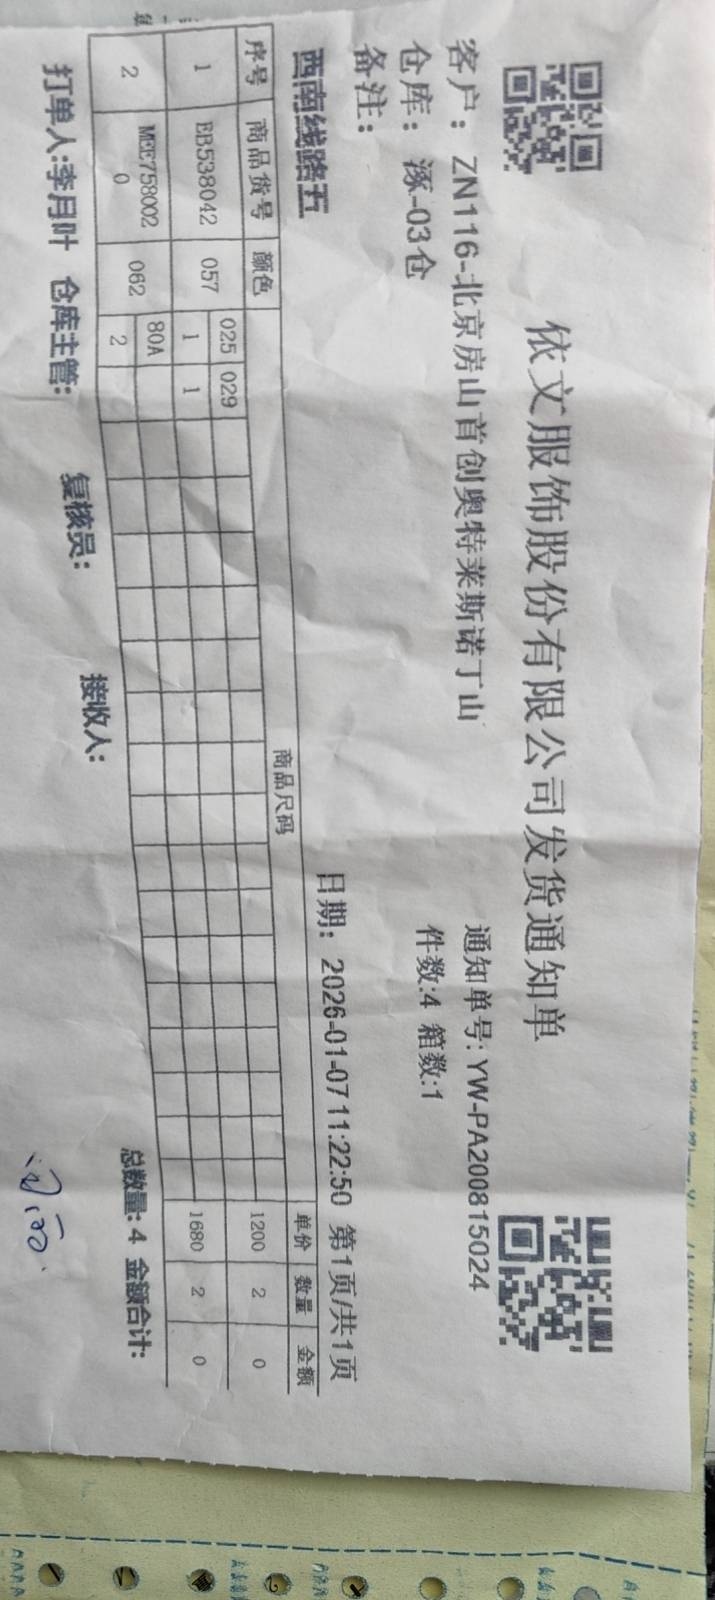 依文服饰股份有限公司发货通知单
客户: ZN116-北京房山首创奥特莱斯诺丁山
通知单号: YW-PA200815024
仓库: 涿-03仓
件数:4 箱数:1
备注:
西南线路五
日期: 2026-01-07 11:22:50 第1页/共1页
序号 商品货号 颜色 商品尺码 单价 数量 金额
025 029
1 EB538042 057 1 1 1200 2 0
80A
2 MEE758002 0 062 2 1680 2 0
总数量: 4 金额合计:
打单人:李月叶 仓库主管: 复核员: 接收人: